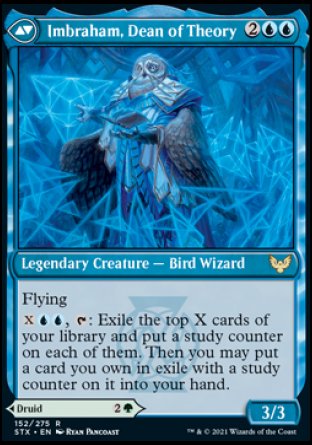 Imbraham, Dean of Theory 2
Legendary Creature — Bird Wizard
Flying
X, : Exile the top X cards of
your library and put a study counter
on each of them. Then you may put
a card you own in exile with a study
counter on it into your hand.
Druid 2
3/3
152/275 R
STX • EN RYAN PANCOAST
™ & © 2021 Wizards of the Coast